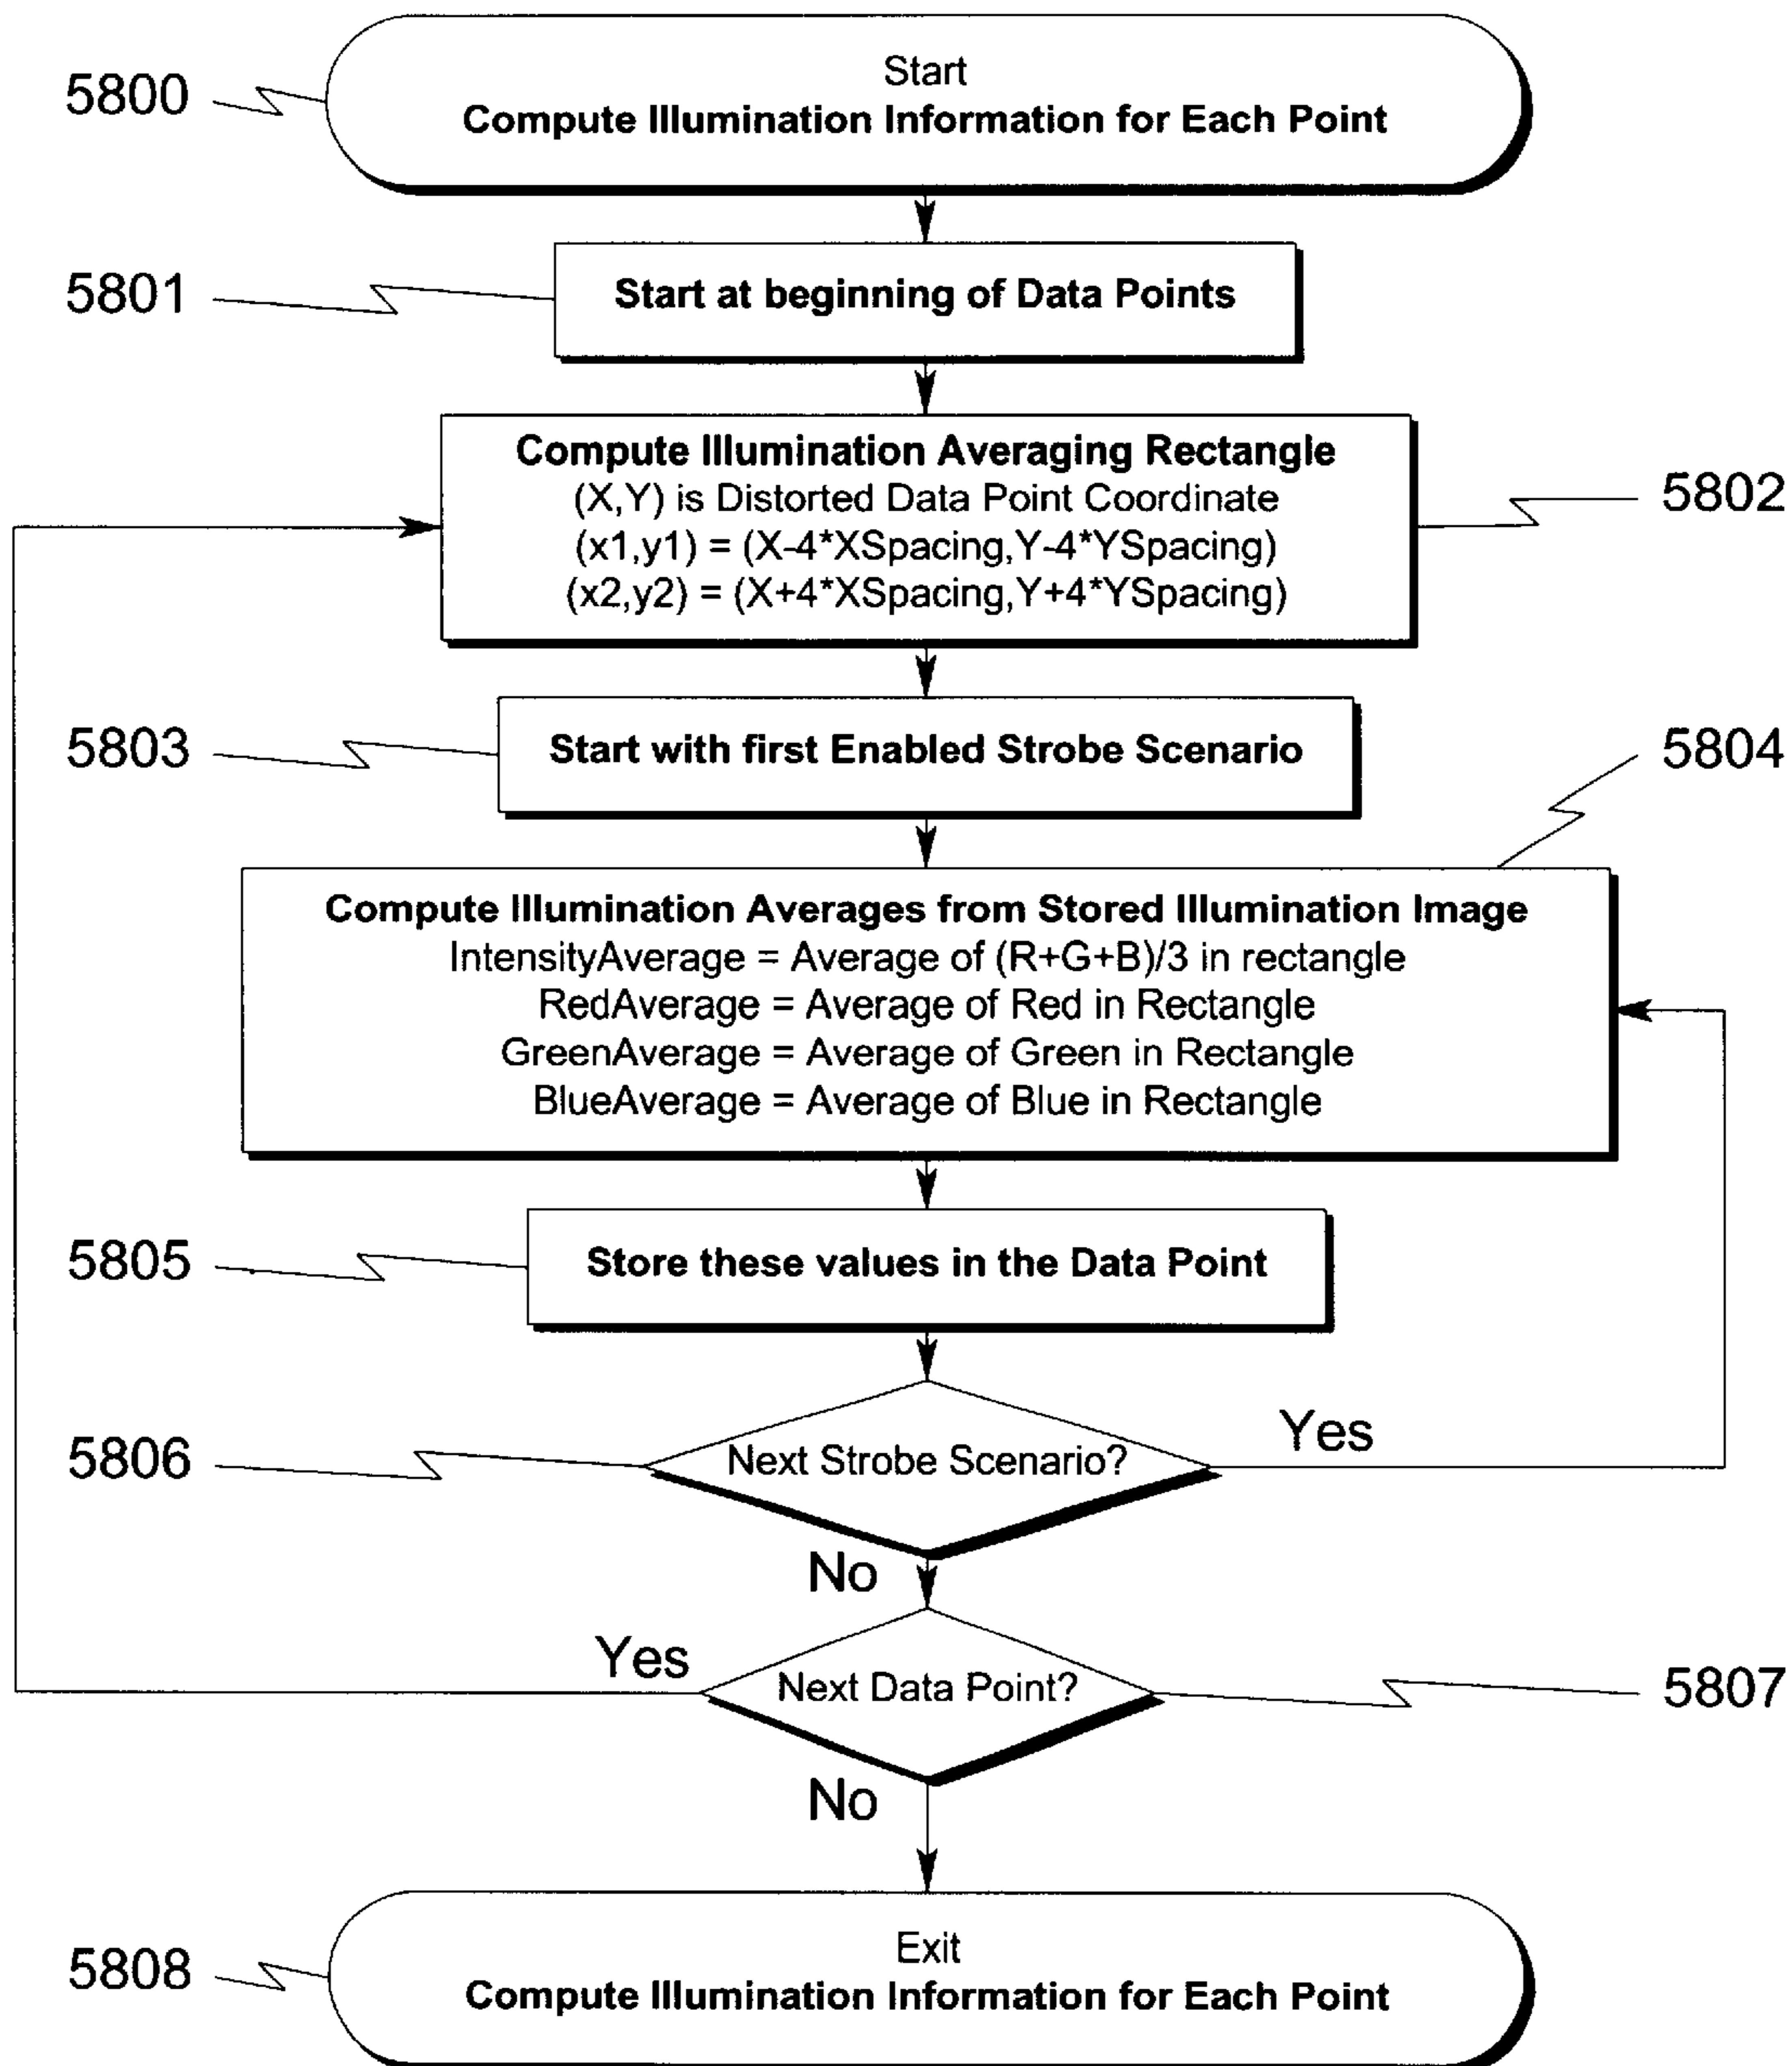 5800
Start
Compute Illumination Information for Each Point
5801
Start at beginning of Data Points
Compute Illumination Averaging Rectangle
(X,Y) is Distorted Data Point Coordinate
(x1,y1) = (X-4*XSpacing,Y-4*YSpacing)
(x2,y2) = (X+4*XSpacing,Y+4*YSpacing)
5802
5803
Start with first Enabled Strobe Scenario
5804
Compute Illumination Averages from Stored Illumination Image
IntensityAverage = Average of (R+G+B)/3 in rectangle
RedAverage = Average of Red in Rectangle
GreenAverage = Average of Green in Rectangle
BlueAverage = Average of Blue in Rectangle
5805
Store these values in the Data Point
5806
Next Strobe Scenario?
Yes
No
Yes
Next Data Point?
5807
No
5808
Exit
Compute Illumination Information for Each Point